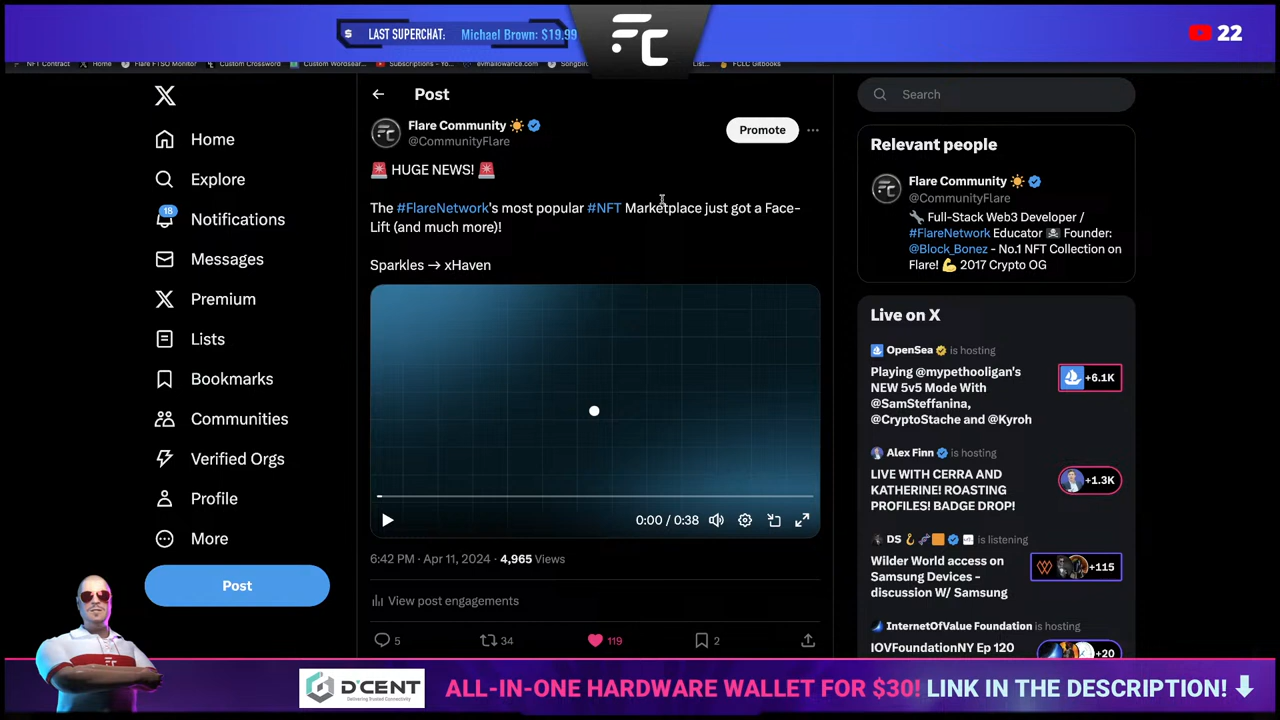 LAST SUPERCHAT: Michael Brown: $19.99
FC
22
NFT Contract
Home
Flare FTSO Monitor
Custom Crossword
Custom Wordsear...
Subscriptions - Yo...
evmallowance.com
Songbird
List...
FCLC Gitbooks
X
Home
Explore
18
Notifications
Messages
Premium
Lists
Bookmarks
Communities
Verified Orgs
Profile
More
Post
← Post
Flare Community
@CommunityFlare
Promote
🚨 HUGE NEWS! 🚨
The #FlareNetwork's most popular #NFT Marketplace just got a Face-
Lift (and much more)!
Sparkles → xHaven
0:00 / 0:38
6:42 PM · Apr 11, 2024 · 4,965 Views
View post engagements
5
34
119
2
Search
Relevant people
Flare Community
@CommunityFlare
🔧 Full-Stack Web3 Developer /
#FlareNetwork Educator ☠️ Founder:
@Block_Bonez - No.1 NFT Collection on
Flare! 💪 2017 Crypto OG
Live on X
OpenSea is hosting
Playing @mypethooligan's
NEW 5v5 Mode With
@SamSteffanina,
@CryptoStache and @Kyroh
+6.1K
Alex Finn is hosting
LIVE WITH CERRA AND
KATHERINE! ROASTING
PROFILES! BADGE DROP!
+1.3K
DS is listening
Wilder World access on
Samsung Devices -
discussion W/ Samsung
+115
InternetOfValue Foundation is hosting
IOVFoundationNY Ep 120
+20
FC
D'CENT
ALL-IN-ONE HARDWARE WALLET FOR $30! LINK IN THE DESCRIPTION!